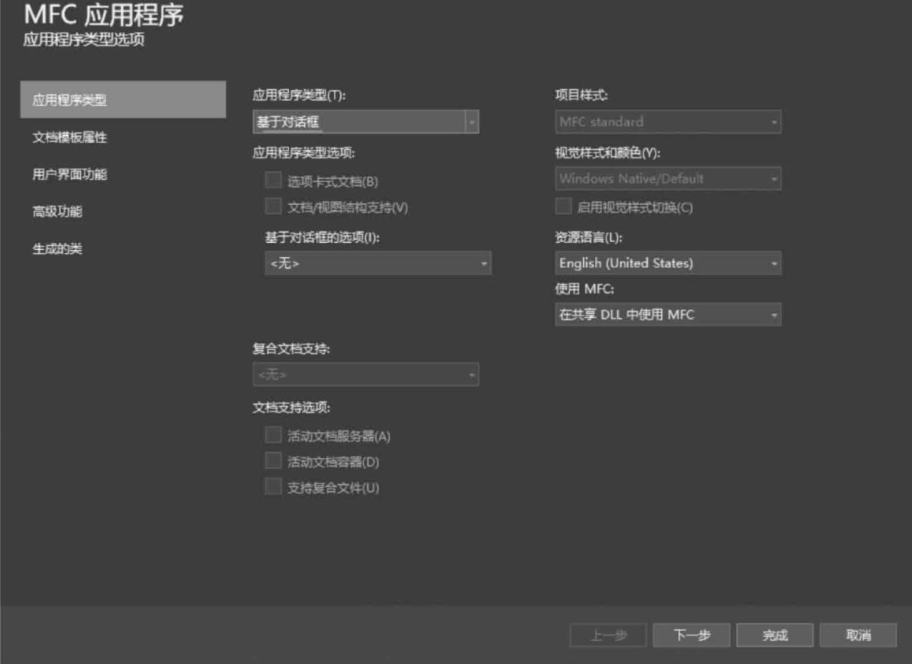 MFC 应用程序
应用程序类型选项
应用程序类型
文档模板属性
用户界面功能
高级功能
生成的类
应用程序类型(T):
基于对话框
应用程序类型选项:
选项卡式文档(B)
文档/视图结构支持(V)
基于对话框的选项(I):
<无>
复合文档支持:
<无>
文档支持选项:
活动文档服务器(A)
活动文档容器(D)
支持复合文件(U)
项目样式:
MFC standard
视觉样式和颜色(Y):
Windows Native/Default
启用视觉样式切换(C)
资源语言(L):
English (United States)
使用 MFC:
在共享 DLL 中使用 MFC
上一步
下一步
完成
取消